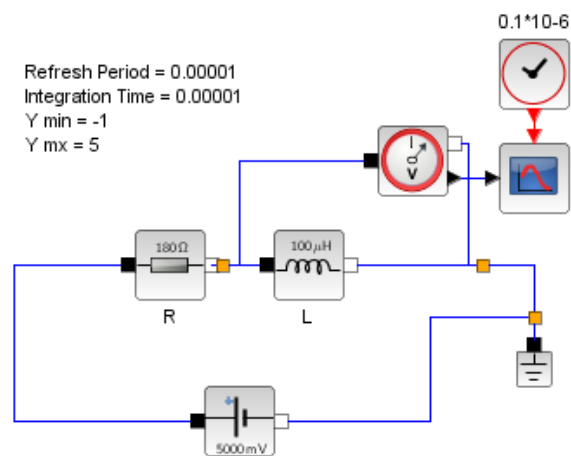 0.1*10-6
Refresh Period = 0.00001
Integration Time = 0.00001
Y min = -1
Y mx = 5
I
V
180Ω
100μH
R
L
5000mV